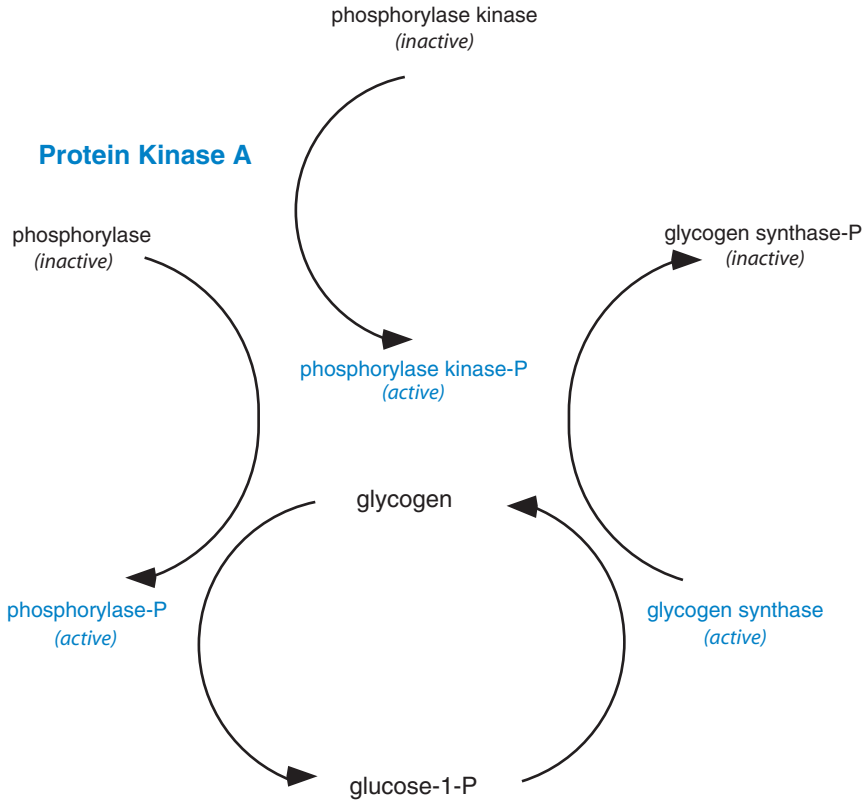 phosphorylase kinase
(inactive)
Protein Kinase A
phosphorylase
(inactive)
glycogen synthase-P
(inactive)
phosphorylase kinase-P
(active)
glycogen
phosphorylase-P
(active)
glycogen synthase
(active)
glucose-1-P